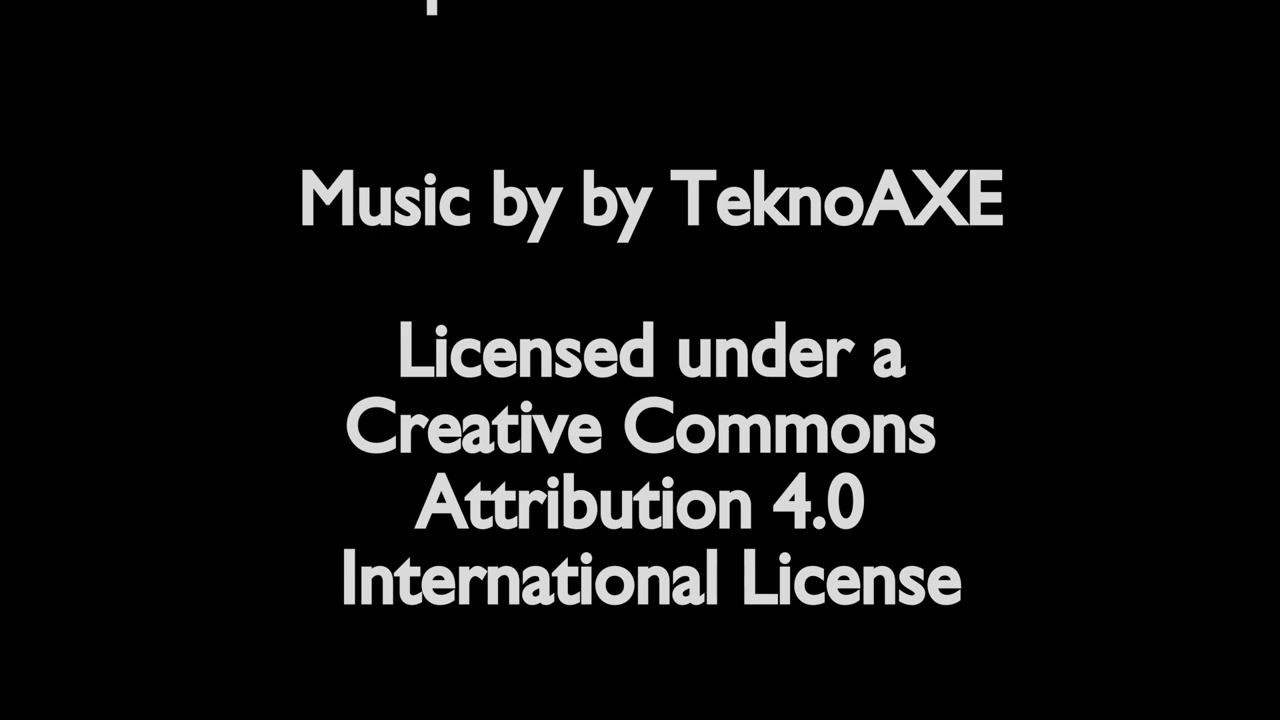 Music by by TeknoAXE
Licensed under a
Creative Commons
Attribution 4.0
International License